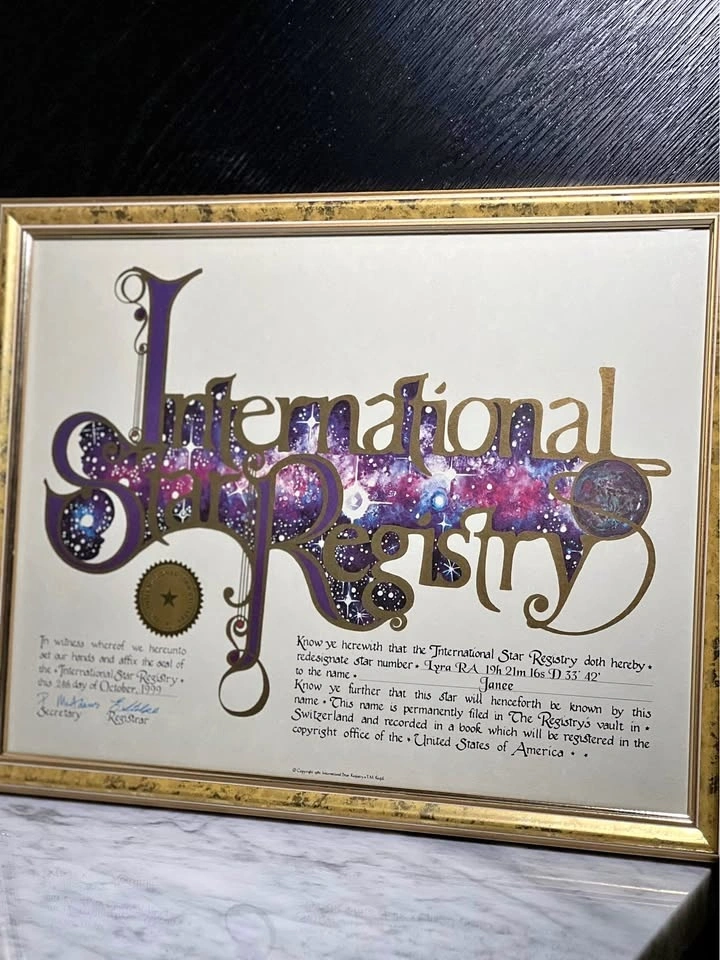 International
Star Registry
In witness whereof we hereunto
set our hands and affix the seal of
the • International Star Registry •
this 24th day of October, 1999
Secretary Registrar
Know ye herewith that the International Star Registry doth hereby •
redesignate star number • Lyra RA 19h 21m 16s D 33° 42'
to the name • Janee
Know ye further that this star will henceforth be known by this
name • This name is permanently filed in The Registry's vault in •
Switzerland and recorded in a book which will be registered in the
copyright office of the • United States of America • •